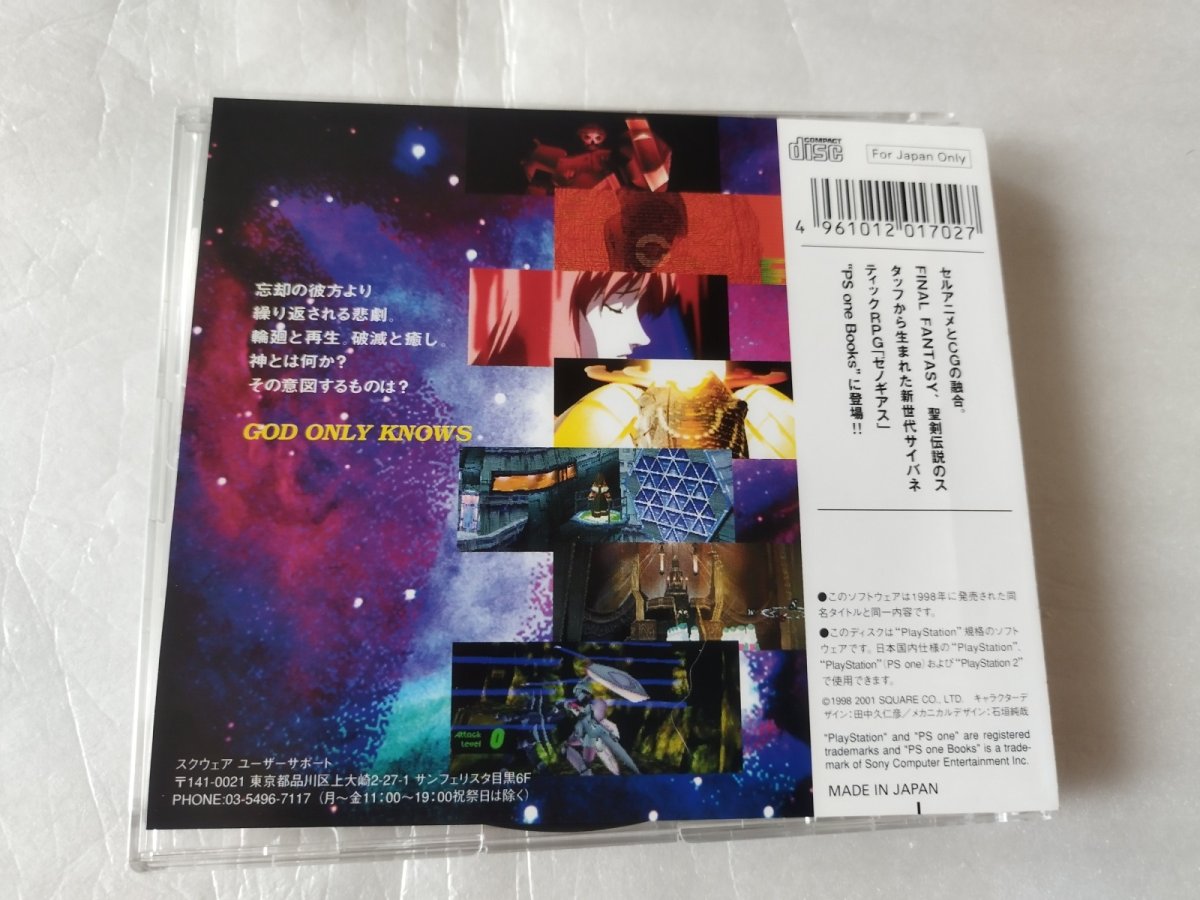 忘却の彼方より
繰り返される悲劇。
輪廻と再生。破滅と癒し。
神とは何か?
その意図するものは?
GOD ONLY KNOWS
Attack
Level 0
スクウェア ユーザーサポート
〒141-0021 東京都品川区上大崎2-27-1 サンフェリスタ目黒6F
PHONE:03-5496-7117(月〜金11:00〜19:00祝祭日は除く)
COMPACT
disc
For Japan Only
4 961012 017027
セルアニメとCGの融合。
FINAL FANTASY、聖剣伝説のス
タッフから生まれた新世代サイバネ
ティックRPG「ゼノギアス」
"PS one Books"に登場!!
●このソフトウェアは1998年に発売された同
名タイトルと同一内容です。
●このディスクは"PlayStation"規格のソフト
ウェアです。日本国内仕様の"PlayStation"、
"PlayStation"(PS one)および"PlayStation 2"
で使用できます。
©1998 2001 SQUARE CO., LTD. キャラクターデ
ザイン:田中久仁彦/メカニカルデザイン:石垣純哉
"PlayStation" and "PS one" are registered
trademarks and "PS one Books" is a trade-
mark of Sony Computer Entertainment Inc.
MADE IN JAPAN